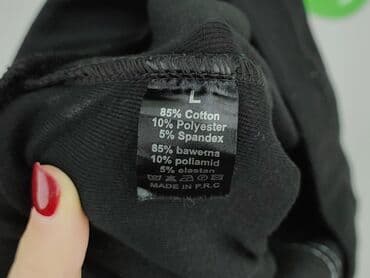 L
85% Cotton
10% Polyester
5% Spandex
85% bawełna
10% poliamid
5% elastan
MADE IN P.R.C